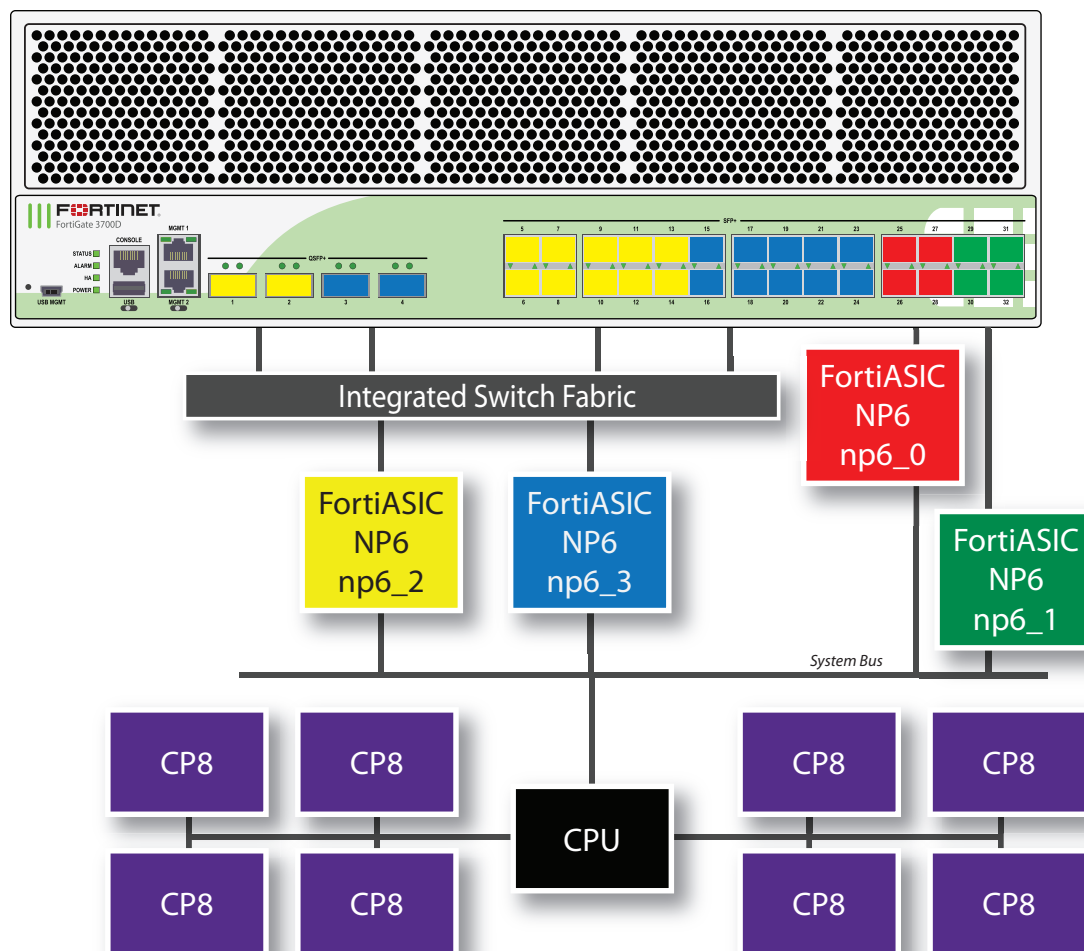 FORTINET
FortiGate 3700D
STATUS
ALARM
HA
POWER
USB MGMT
CONSOLE
USB
MGMT 1
MGMT 2
QSFP+
1 2 3 4
SFP+
5 7 9 11 13 15 17 19 21 23 25 27 29 31
6 8 10 12 14 16 18 20 22 24 26 28 30 32
Integrated Switch Fabric
FortiASIC
NP6
np6_0
FortiASIC
NP6
np6_2
FortiASIC
NP6
np6_3
FortiASIC
NP6
np6_1
System Bus
CP8
CP8
CP8
CP8
CPU
CP8
CP8
CP8
CP8